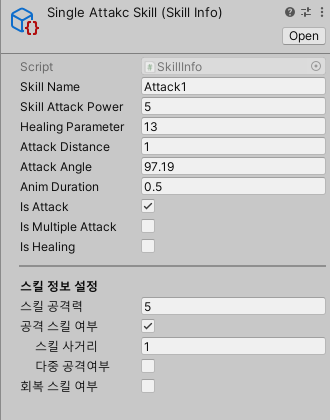 Single Attakc Skill (Skill Info)
Open
Script SkillInfo
Skill Name Attack1
Skill Attack Power 5
Healing Parameter 13
Attack Distance 1
Attack Angle 97.19
Anim Duration 0.5
Is Attack
Is Multiple Attack
Is Healing
스킬 정보 설정
스킬 공격력 5
공격 스킬 여부
스킬 사거리 1
다중 공격여부
회복 스킬 여부